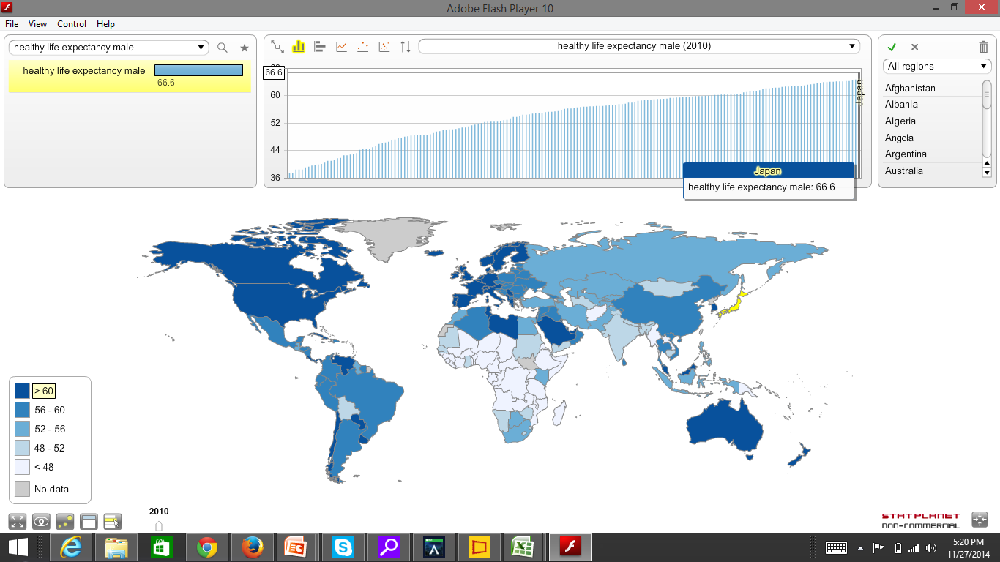 Adobe Flash Player 10
File View Control Help
healthy life expectancy male
healthy life expectancy male
66.6
healthy life expectancy male (2010)
66.6
60
52
44
36
Japan
Japan
healthy life expectancy male: 66.6
All regions
Afghanistan
Albania
Algeria
Angola
Argentina
Australia
> 60
56 - 60
52 - 56
48 - 52
< 48
No data
2010
STATPLANET
NON-COMMERCIAL
5:20 PM
11/27/2014